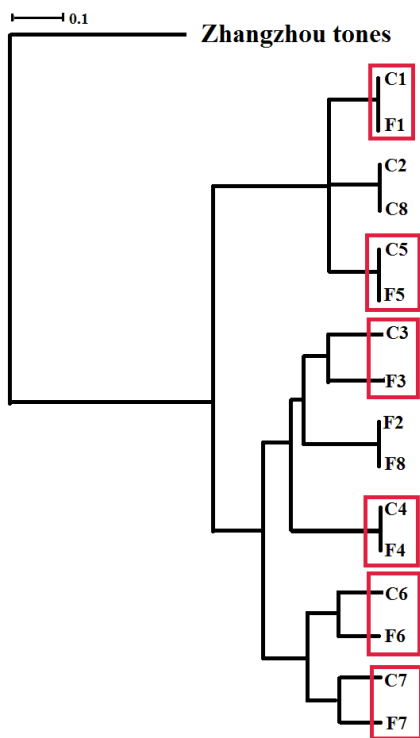 0.1
Zhangzhou tones
C1
F1
C2
C8
C5
F5
C3
F3
F2
F8
C4
F4
C6
F6
C7
F7